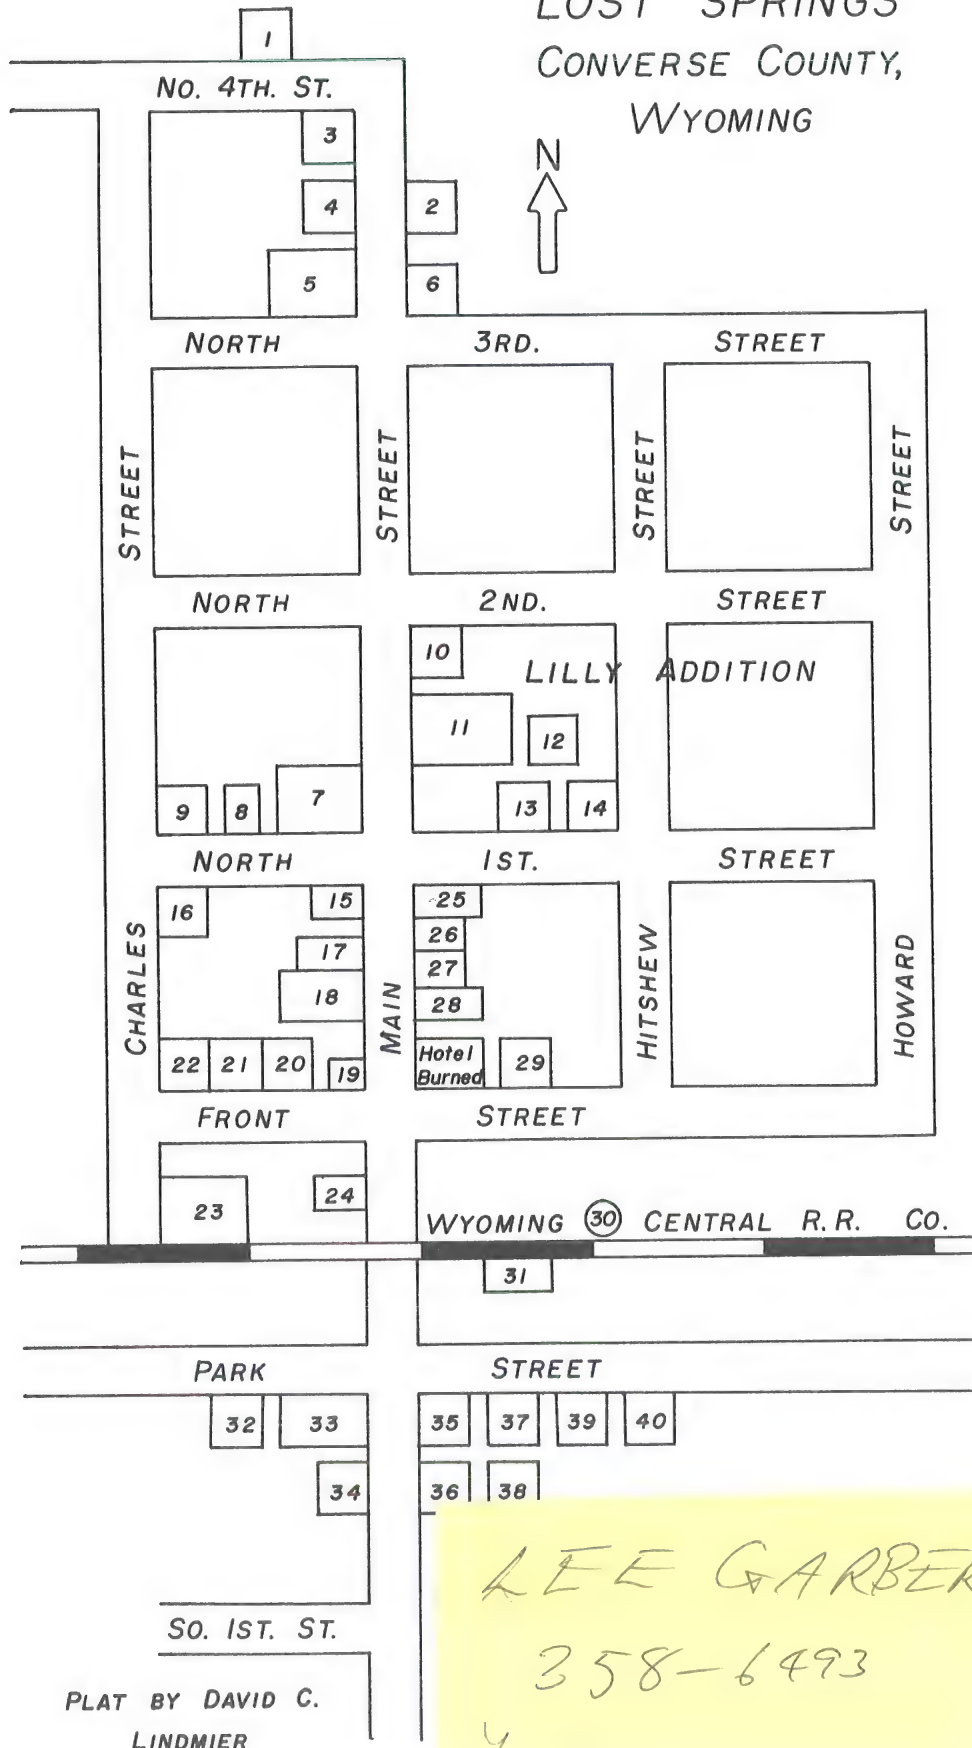 LOST SPRINGS
CONVERSE COUNTY,
WYOMING
N
1
NO. 4TH. ST.
3
4
2
5
6
NORTH 3RD. STREET
STREET
STREET
STREET
STREET
NORTH 2ND. STREET
10
LILLY ADDITION
11
12
9
8
7
13
14
NORTH 1ST. STREET
CHARLES
MAIN
HITSHEW
HOWARD
16
15
25
17
26
27
18
28
22
21
20
19
Hotel
Burned
29
FRONT STREET
23
24
WYOMING 30 CENTRAL R.R. CO.
31
PARK STREET
32
33
35
37
39
40
34
36
38
SO. 1ST. ST.
PLAT BY DAVID C.
LINDMIER
LEE GARBER
358-6493